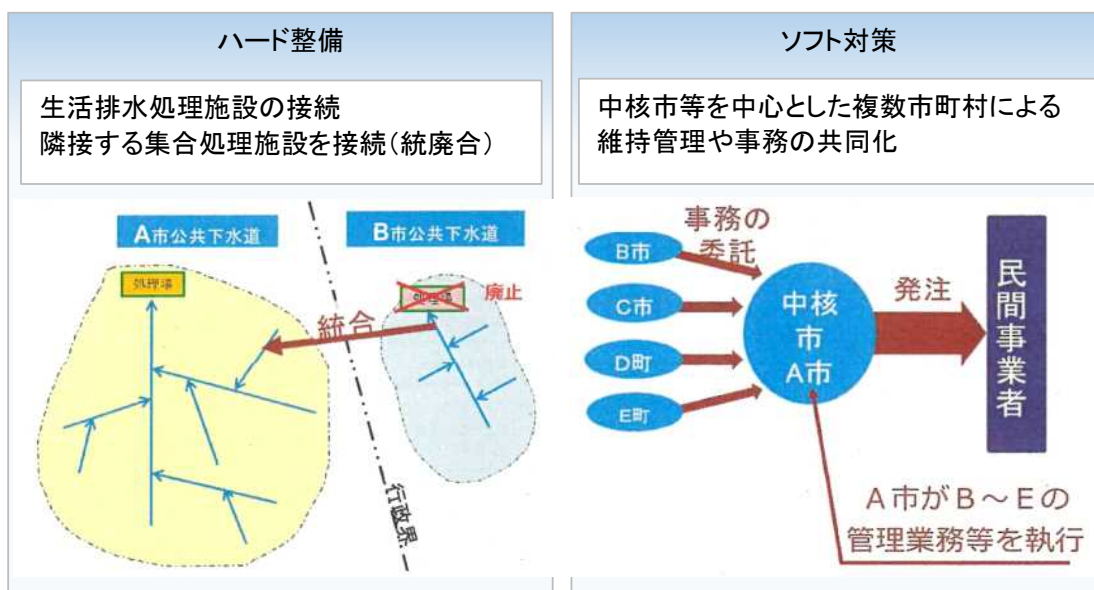 ハード整備
生活排水処理施設の接続
隣接する集合処理施設を接続(統廃合)
A市公共下水道
B市公共下水道
処理場
廃止
統合
行政界
ソフト対策
中核市等を中心とした複数市町村による
維持管理や事務の共同化
事務の
委託
B市
C市
D町
E町
中核
市
A市
発注
民間事業者
A市がB~Eの
管理業務等を執行